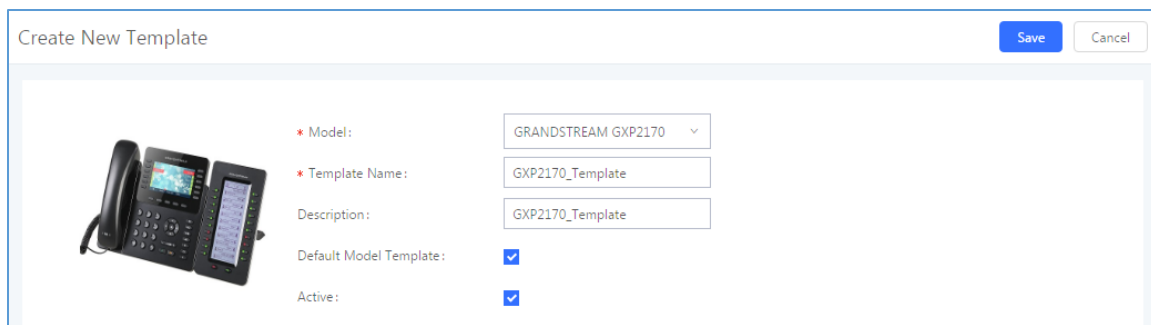 Create New Template
Save
Cancel
* Model:
GRANDSTREAM GXP2170
* Template Name:
GXP2170_Template
Description:
GXP2170_Template
Default Model Template:
Active: